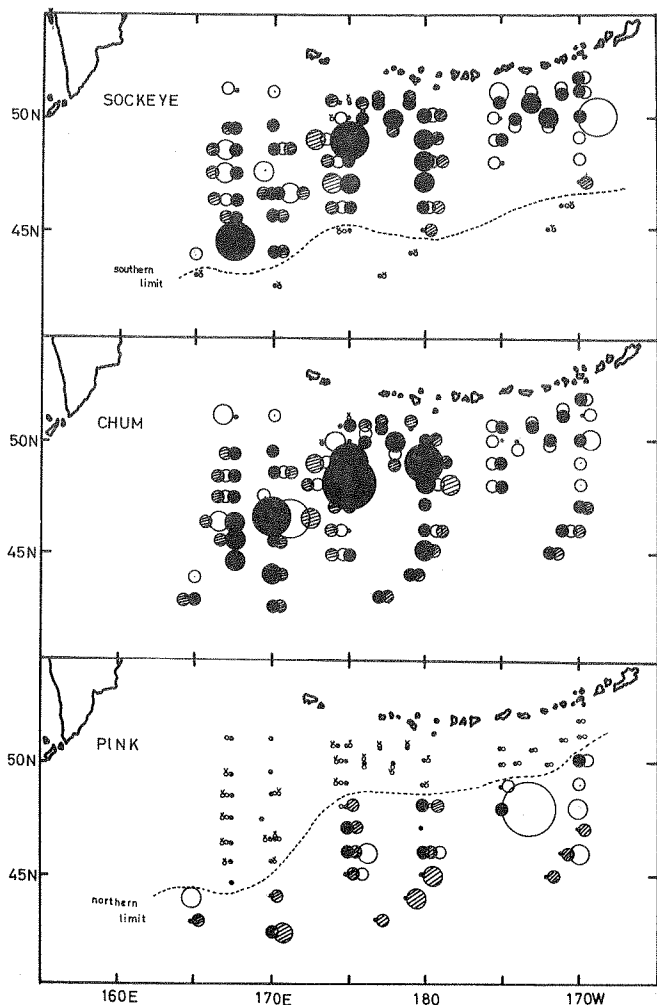 SOCKEYE
50N
45N
southern
limit
CHUM
50N
45N
PINK
50N
45N
northern
limit
160E
170E
180
170W